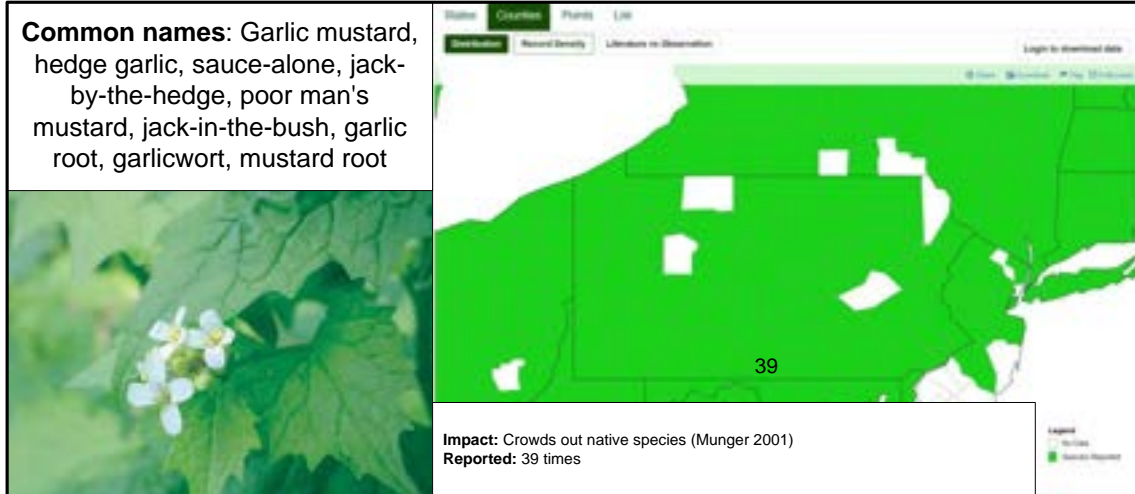 Common names: Garlic mustard,
hedge garlic, sauce-alone, jack-
by-the-hedge, poor man's
mustard, jack-in-the-bush, garlic
root, garlicwort, mustard root
States Counties Points List
Distribution Record Density Literature vs Observation
Login to download data
39
Impact: Crowds out native species (Munger 2001)
Reported: 39 times
Legend
No Data
Species Reported